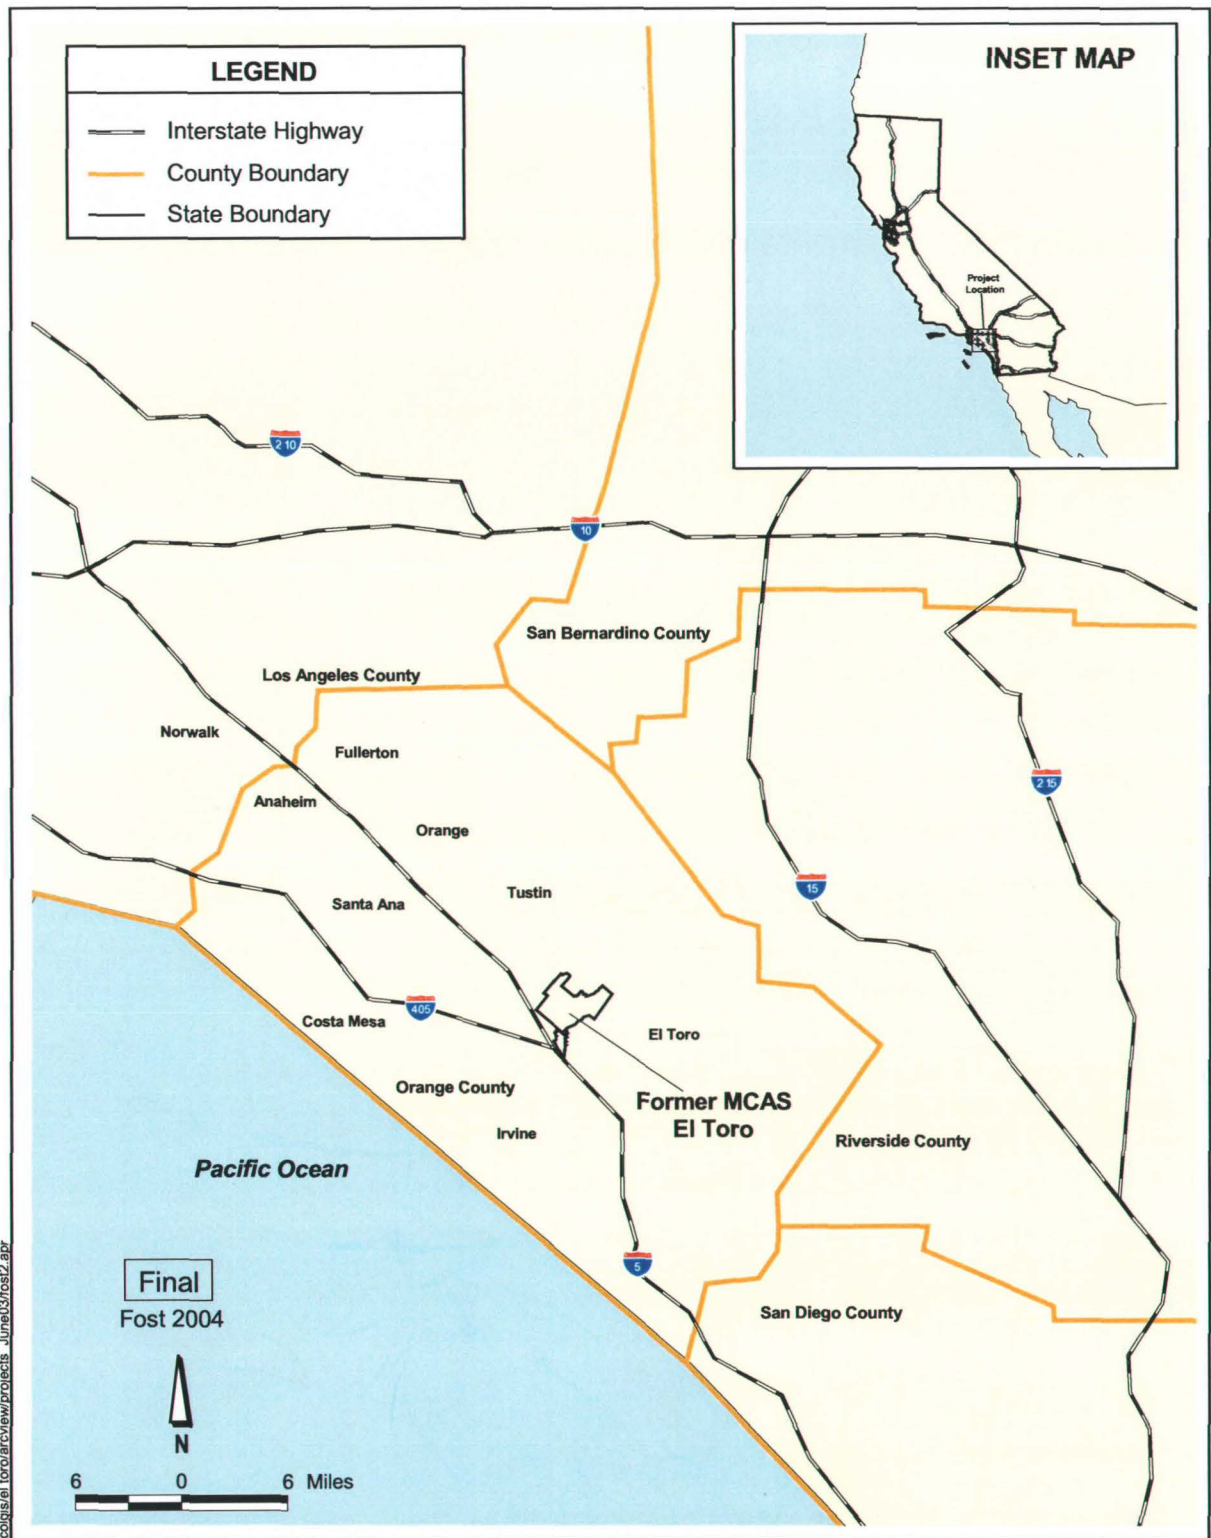 LEGEND
Interstate Highway
County Boundary
State Boundary
INSET MAP
Project
Location
210
10
San Bernardino County
Los Angeles County
Norwalk
Fullerton
Anaheim
Orange
215
15
Tustin
Santa Ana
405
Costa Mesa
El Toro
Orange County
Former MCAS
El Toro
Irvine
Riverside County
Pacific Ocean
5
Final
Fost 2004
San Diego County
N
6 0 6 Miles
colgis/el toro/arcview/projects_June03/fost2.apr